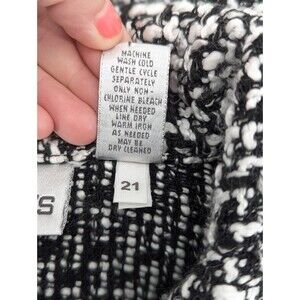 MACHINE
WASH COLD
GENTLE CYCLE
SEPARATELY
ONLY NON-
CHLORINE BLEACH
WHEN NEEDED
LINE DRY
WARM IRON
AS NEEDED
MAY BE
DRY CLEANED
21
S